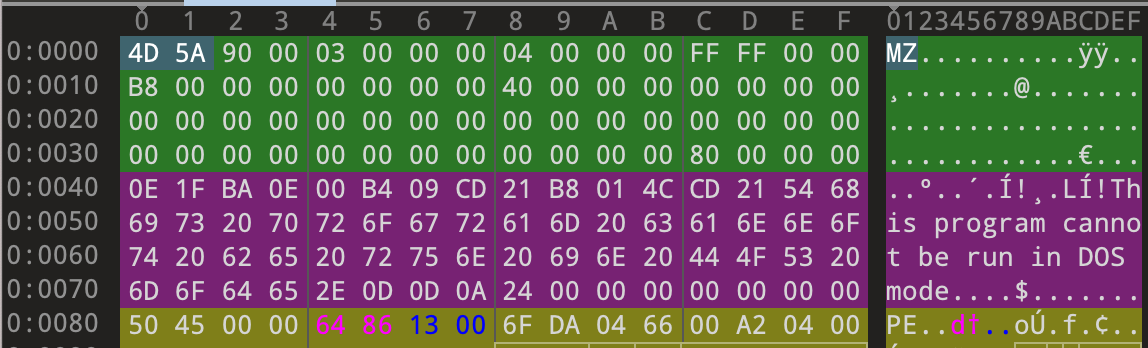 0 1 2 3 4 5 6 7 8 9 A B C D E F 0123456789ABCDEF
0:0000 4D 5A 90 00 03 00 00 00 04 00 00 00 FF FF 00 00 MZ..........ÿÿ..
0:0010 B8 00 00 00 00 00 00 00 40 00 00 00 00 00 00 00 ¸.......@.......
0:0020 00 00 00 00 00 00 00 00 00 00 00 00 00 00 00 00 ................
0:0030 00 00 00 00 00 00 00 00 00 00 00 00 80 00 00 00 ............€...
0:0040 0E 1F BA 0E 00 B4 09 CD 21 B8 01 4C CD 21 54 68 ..º..´.Í!¸.LÍ!Th
0:0050 69 73 20 70 72 6F 67 72 61 6D 20 63 61 6E 6E 6F is program canno
0:0060 74 20 62 65 20 72 75 6E 20 69 6E 20 44 4F 53 20 t be run in DOS
0:0070 6D 6F 64 65 2E 0D 0D 0A 24 00 00 00 00 00 00 00 mode....$.......
0:0080 50 45 00 00 64 86 13 00 6F DA 04 66 00 A2 04 00 PE..d†..oÚ.f.¢..